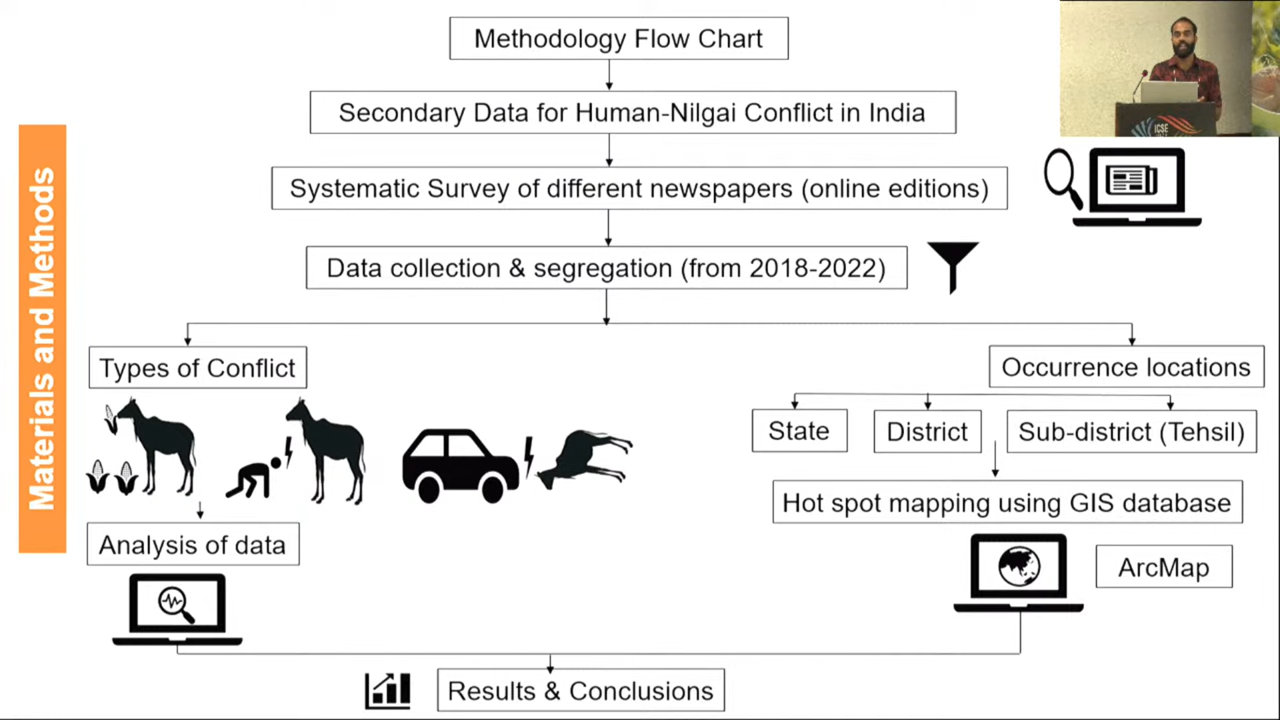 Methodology Flow Chart
Secondary Data for Human-Nilgai Conflict in India
Systematic Survey of different newspapers (online editions)
Data collection & segregation (from 2018-2022)
Materials and Methods
Types of Conflict
Occurrence locations
State
District
Sub-district (Tehsil)
Hot spot mapping using GIS database
Analysis of data
ArcMap
Results & Conclusions
ICSE